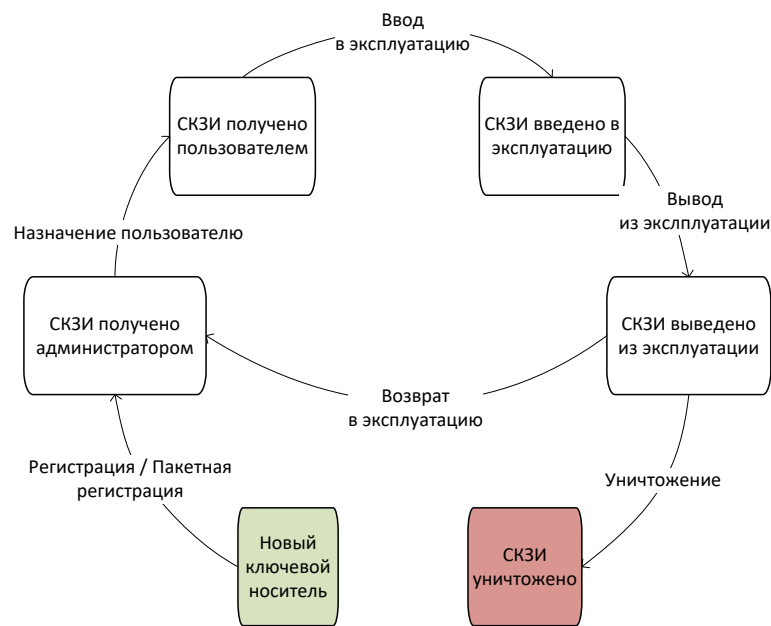 Ввод
в эксплуатацию
СКЗИ получено
пользователем
СКЗИ введено в
эксплуатацию
Назначение пользователю
Вывод
из экслплуатации
СКЗИ получено
администратором
СКЗИ выведено
из эксплуатации
Возврат
в эксплуатацию
Регистрация / Пакетная
регистрация
Уничтожение
Новый
ключевой
носитель
СКЗИ
уничтожено